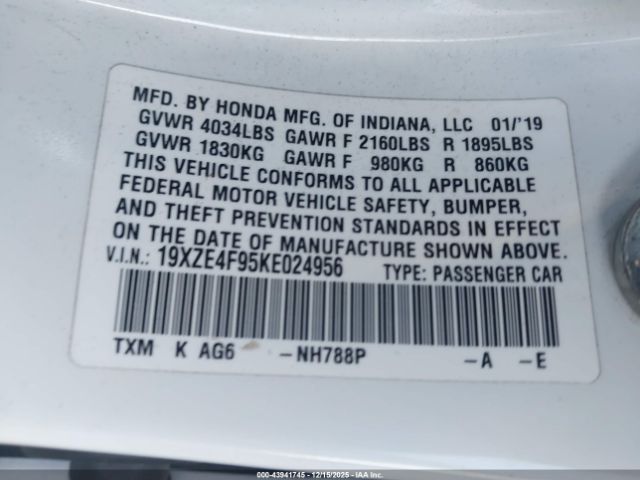 MFD. BY HONDA MFG. OF INDIANA, LLC 01/'19
GVWR 4034LBS GAWR F 2160LBS R 1895LBS
GVWR 1830KG GAWR F 980KG R 860KG
THIS VEHICLE CONFORMS TO ALL APPLICABLE
FEDERAL MOTOR VEHICLE SAFETY, BUMPER,
AND THEFT PREVENTION STANDARDS IN EFFECT
ON THE DATE OF MANUFACTURE SHOWN ABOVE.
V.I.N.: 19XZE4F95KE024956 TYPE: PASSENGER CAR
TXM K AG6 -NH788P -A -E
© IAA - 43941745 - 12/15/2025 - IAA, Inc.